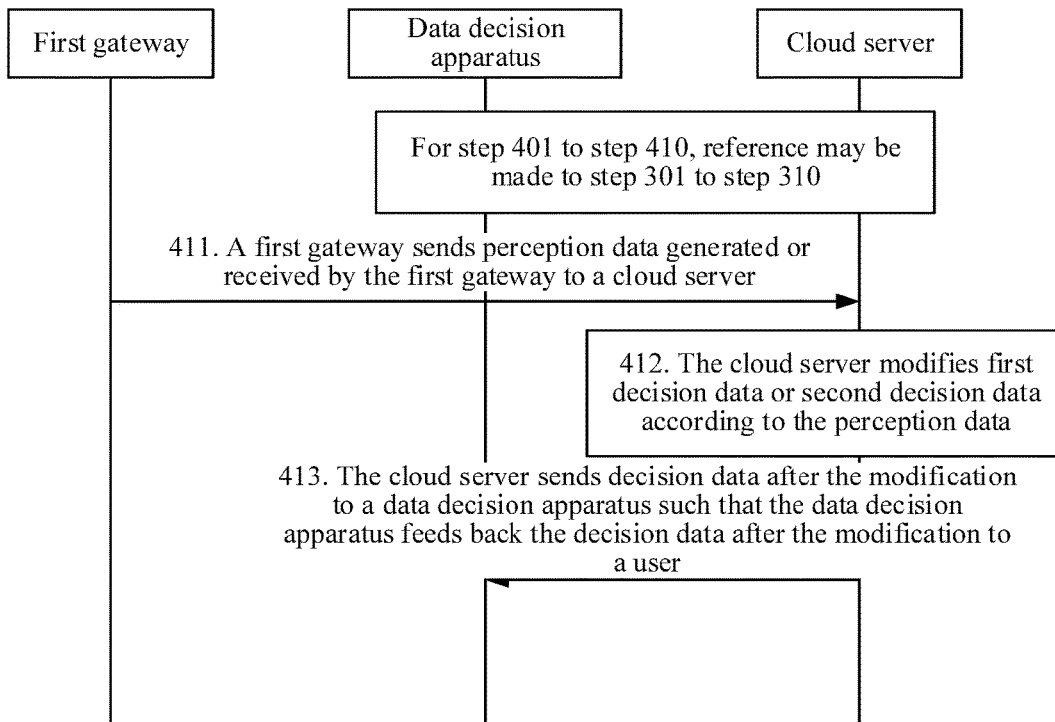 First gateway
Data decision
apparatus
Cloud server
For step 401 to step 410, reference may be
made to step 301 to step 310
411. A first gateway sends perception data generated or
received by the first gateway to a cloud server
412. The cloud server modifies first
decision data or second decision data
according to the perception data
413. The cloud server sends decision data after the modification
to a data decision apparatus such that the data decision
apparatus feeds back the decision data after the modification to
a user